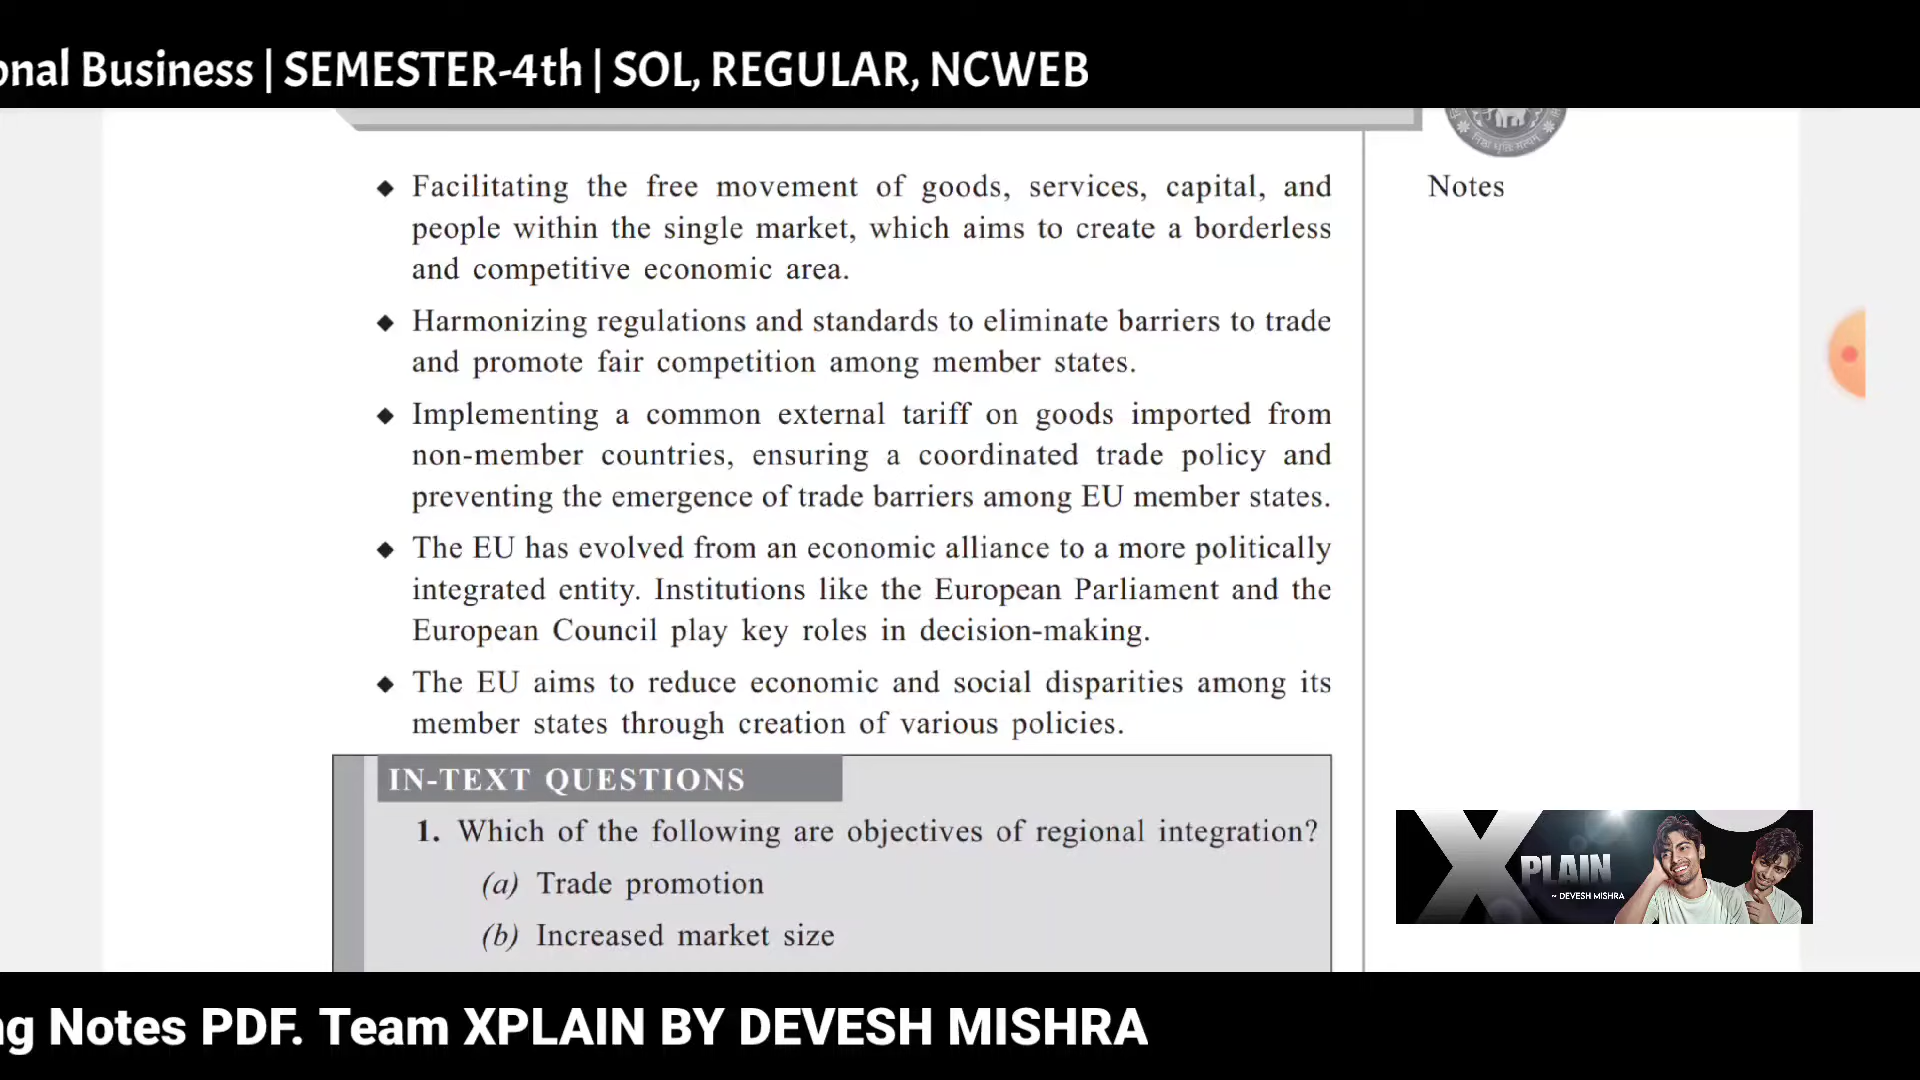 onal Business | SEMESTER-4th | SOL, REGULAR, NCWEB
◆ Facilitating the free movement of goods, services, capital, and
people within the single market, which aims to create a borderless
and competitive economic area.
◆ Harmonizing regulations and standards to eliminate barriers to trade
and promote fair competition among member states.
◆ Implementing a common external tariff on goods imported from
non-member countries, ensuring a coordinated trade policy and
preventing the emergence of trade barriers among EU member states.
◆ The EU has evolved from an economic alliance to a more politically
integrated entity. Institutions like the European Parliament and the
European Council play key roles in decision-making.
◆ The EU aims to reduce economic and social disparities among its
member states through creation of various policies.
IN-TEXT QUESTIONS
1. Which of the following are objectives of regional integration?
(a) Trade promotion
(b) Increased market size
Notes
XPLAIN
~ DEVESH MISHRA
ng Notes PDF. Team XPLAIN BY DEVESH MISHRA